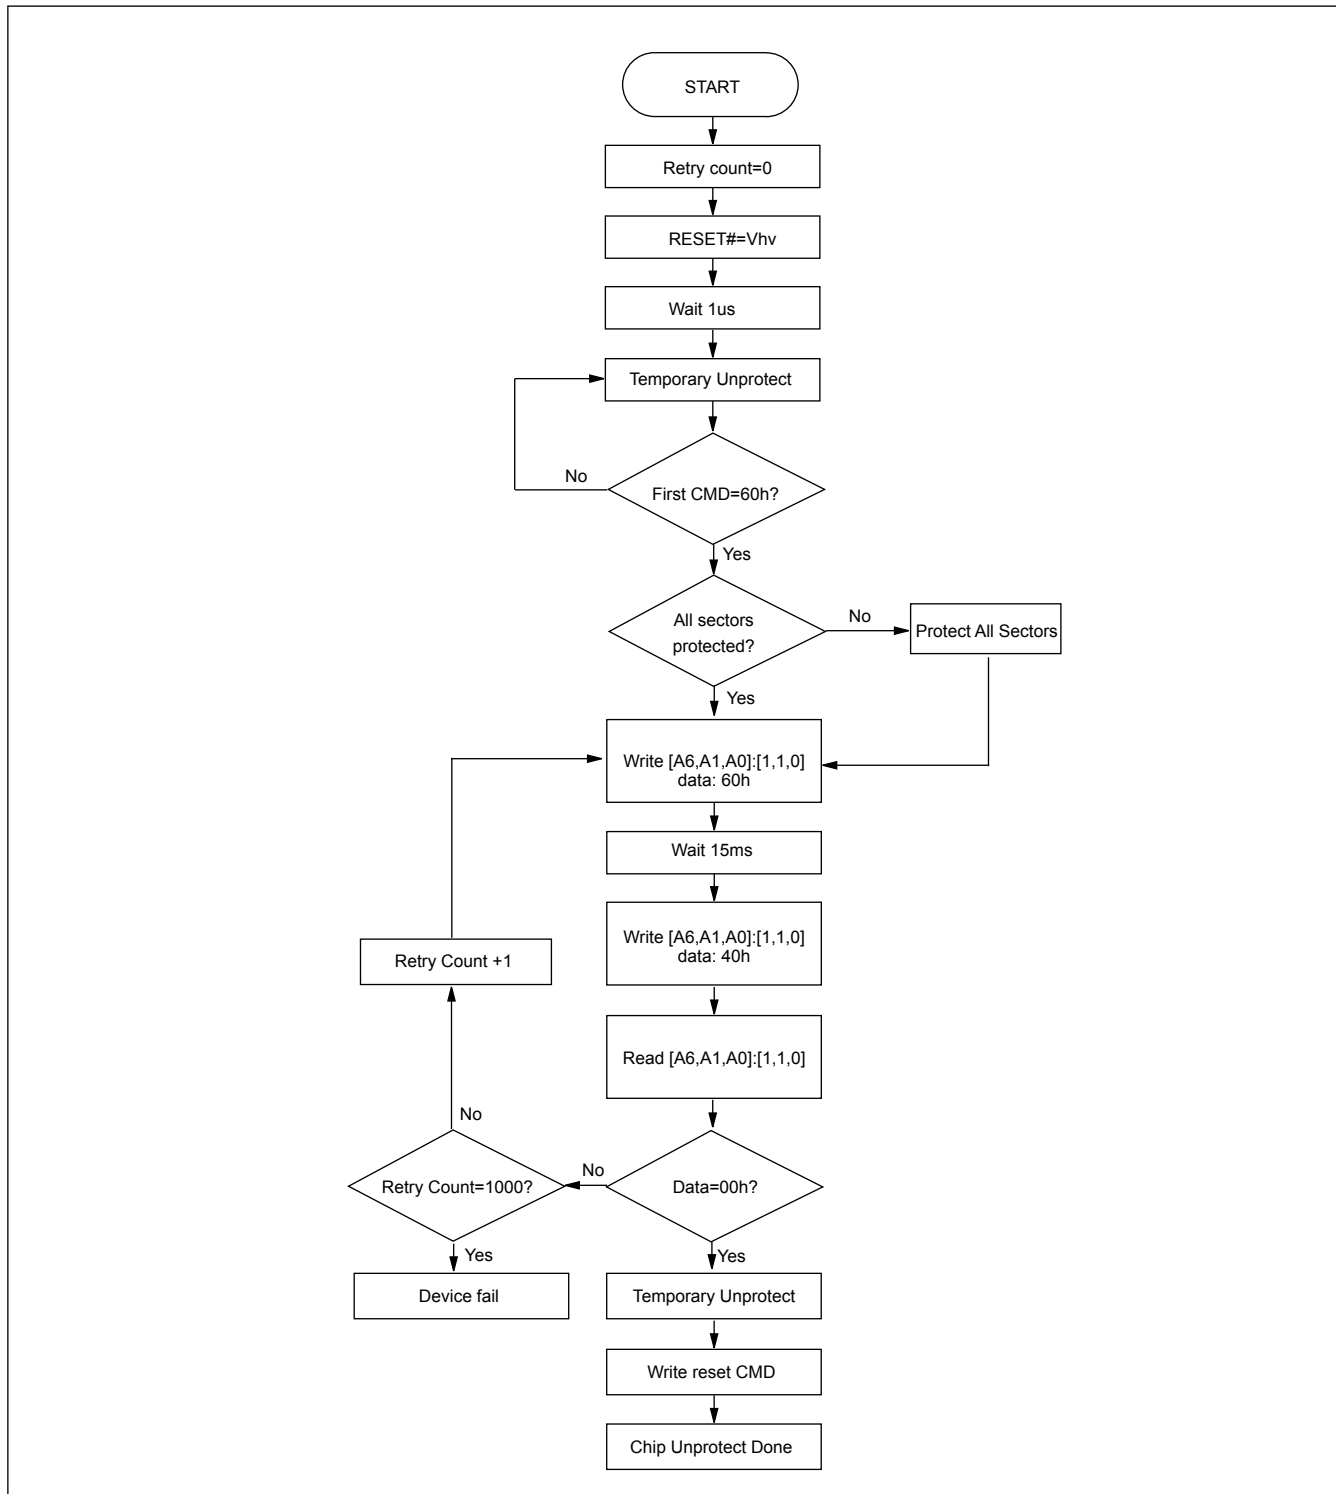 START
Retry count=0
RESET#=Vhv
Wait 1us
Temporary Unprotect
No
First CMD=60h?
Yes
All sectors
protected?
No
Protect All Sectors
Yes
Write [A6,A1,A0]:[1,1,0]
data: 60h
Wait 15ms
Write [A6,A1,A0]:[1,1,0]
data: 40h
Retry Count +1
Read [A6,A1,A0]:[1,1,0]
No
Retry Count=1000?
No
Data=00h?
Yes
Yes
Device fail
Temporary Unprotect
Write reset CMD
Chip Unprotect Done